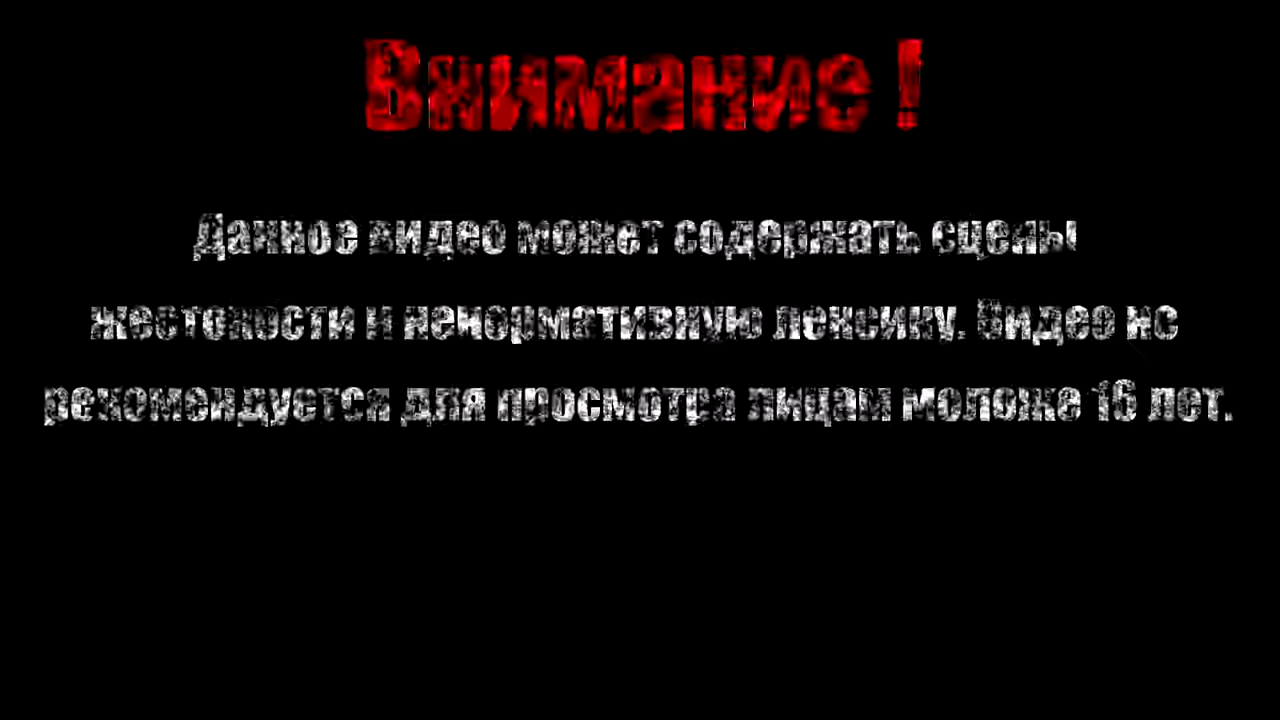 Внимание !
Данное видео может содержать сцены
жестокости и ненормативную лексику. Видео не
рекомендуется для просмотра лицам моложе 16 лет.